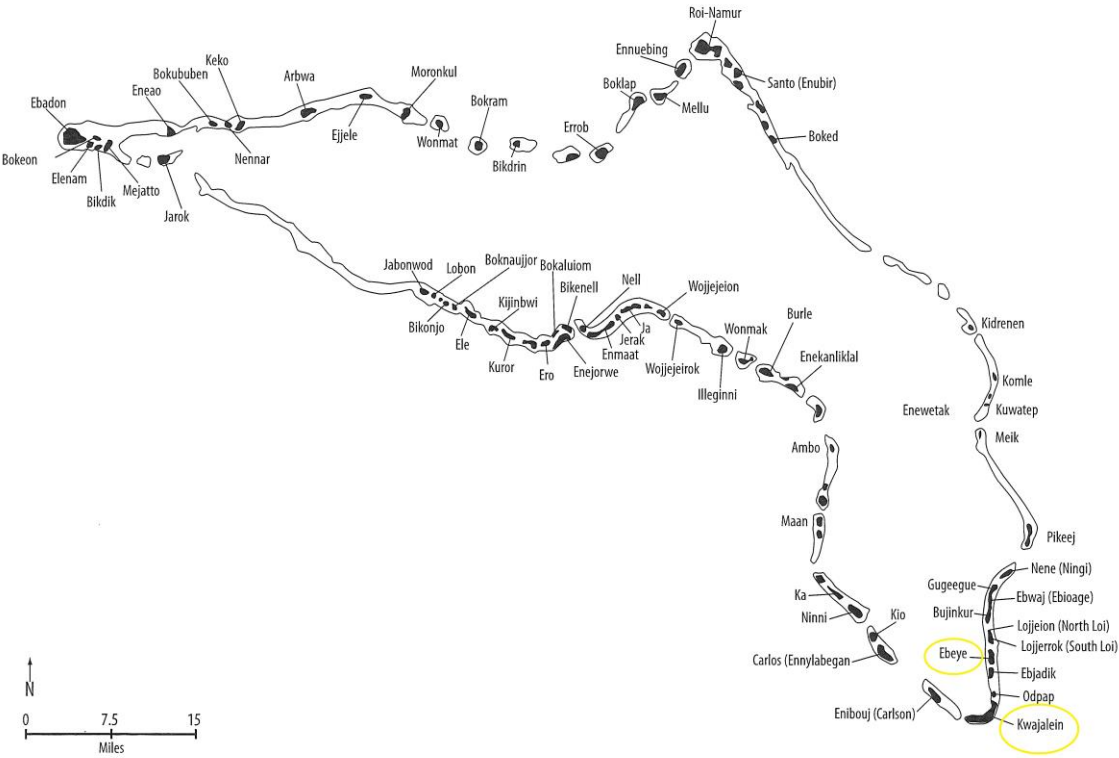 Roi-Namur
Ennuebing
Santo (Enubir)
Boklap
Mellu
Boked
Errob
Moronkul
Bokram
Wonmat
Bikdrin
Keko
Bokububen
Arbwa
Eneao
Ebadon
Ejjele
Nennar
Bokeon
Elenam
Mejatto
Bikdik
Jarok
Jabonwod
Lobon
Boknaujjor
Bokaluiom
Bikenell
Nell
Wojjejeion
Kijinbwi
Bikonjo
Ele
Kuror
Ero
Enejorwe
Enmaat
Jerak
Ja
Wojjejeirok
Illeginni
Wonmak
Burle
Enekanliklal
Kidrenen
Komle
Enewetak
Kuwatep
Meik
Ambo
Maan
Pikeej
Nene (Ningi)
Gugeegue
Ebwaj (Ebioage)
Bujinkur
Lojjeion (North Loi)
Lojjerrok (South Loi)
Ebeye
Ebjadik
Odpap
Kwajalein
Ka
Ninni
Kio
Carlos (Ennylabegan
Enibouj (Carlson)
N
0 7.5 15
Miles